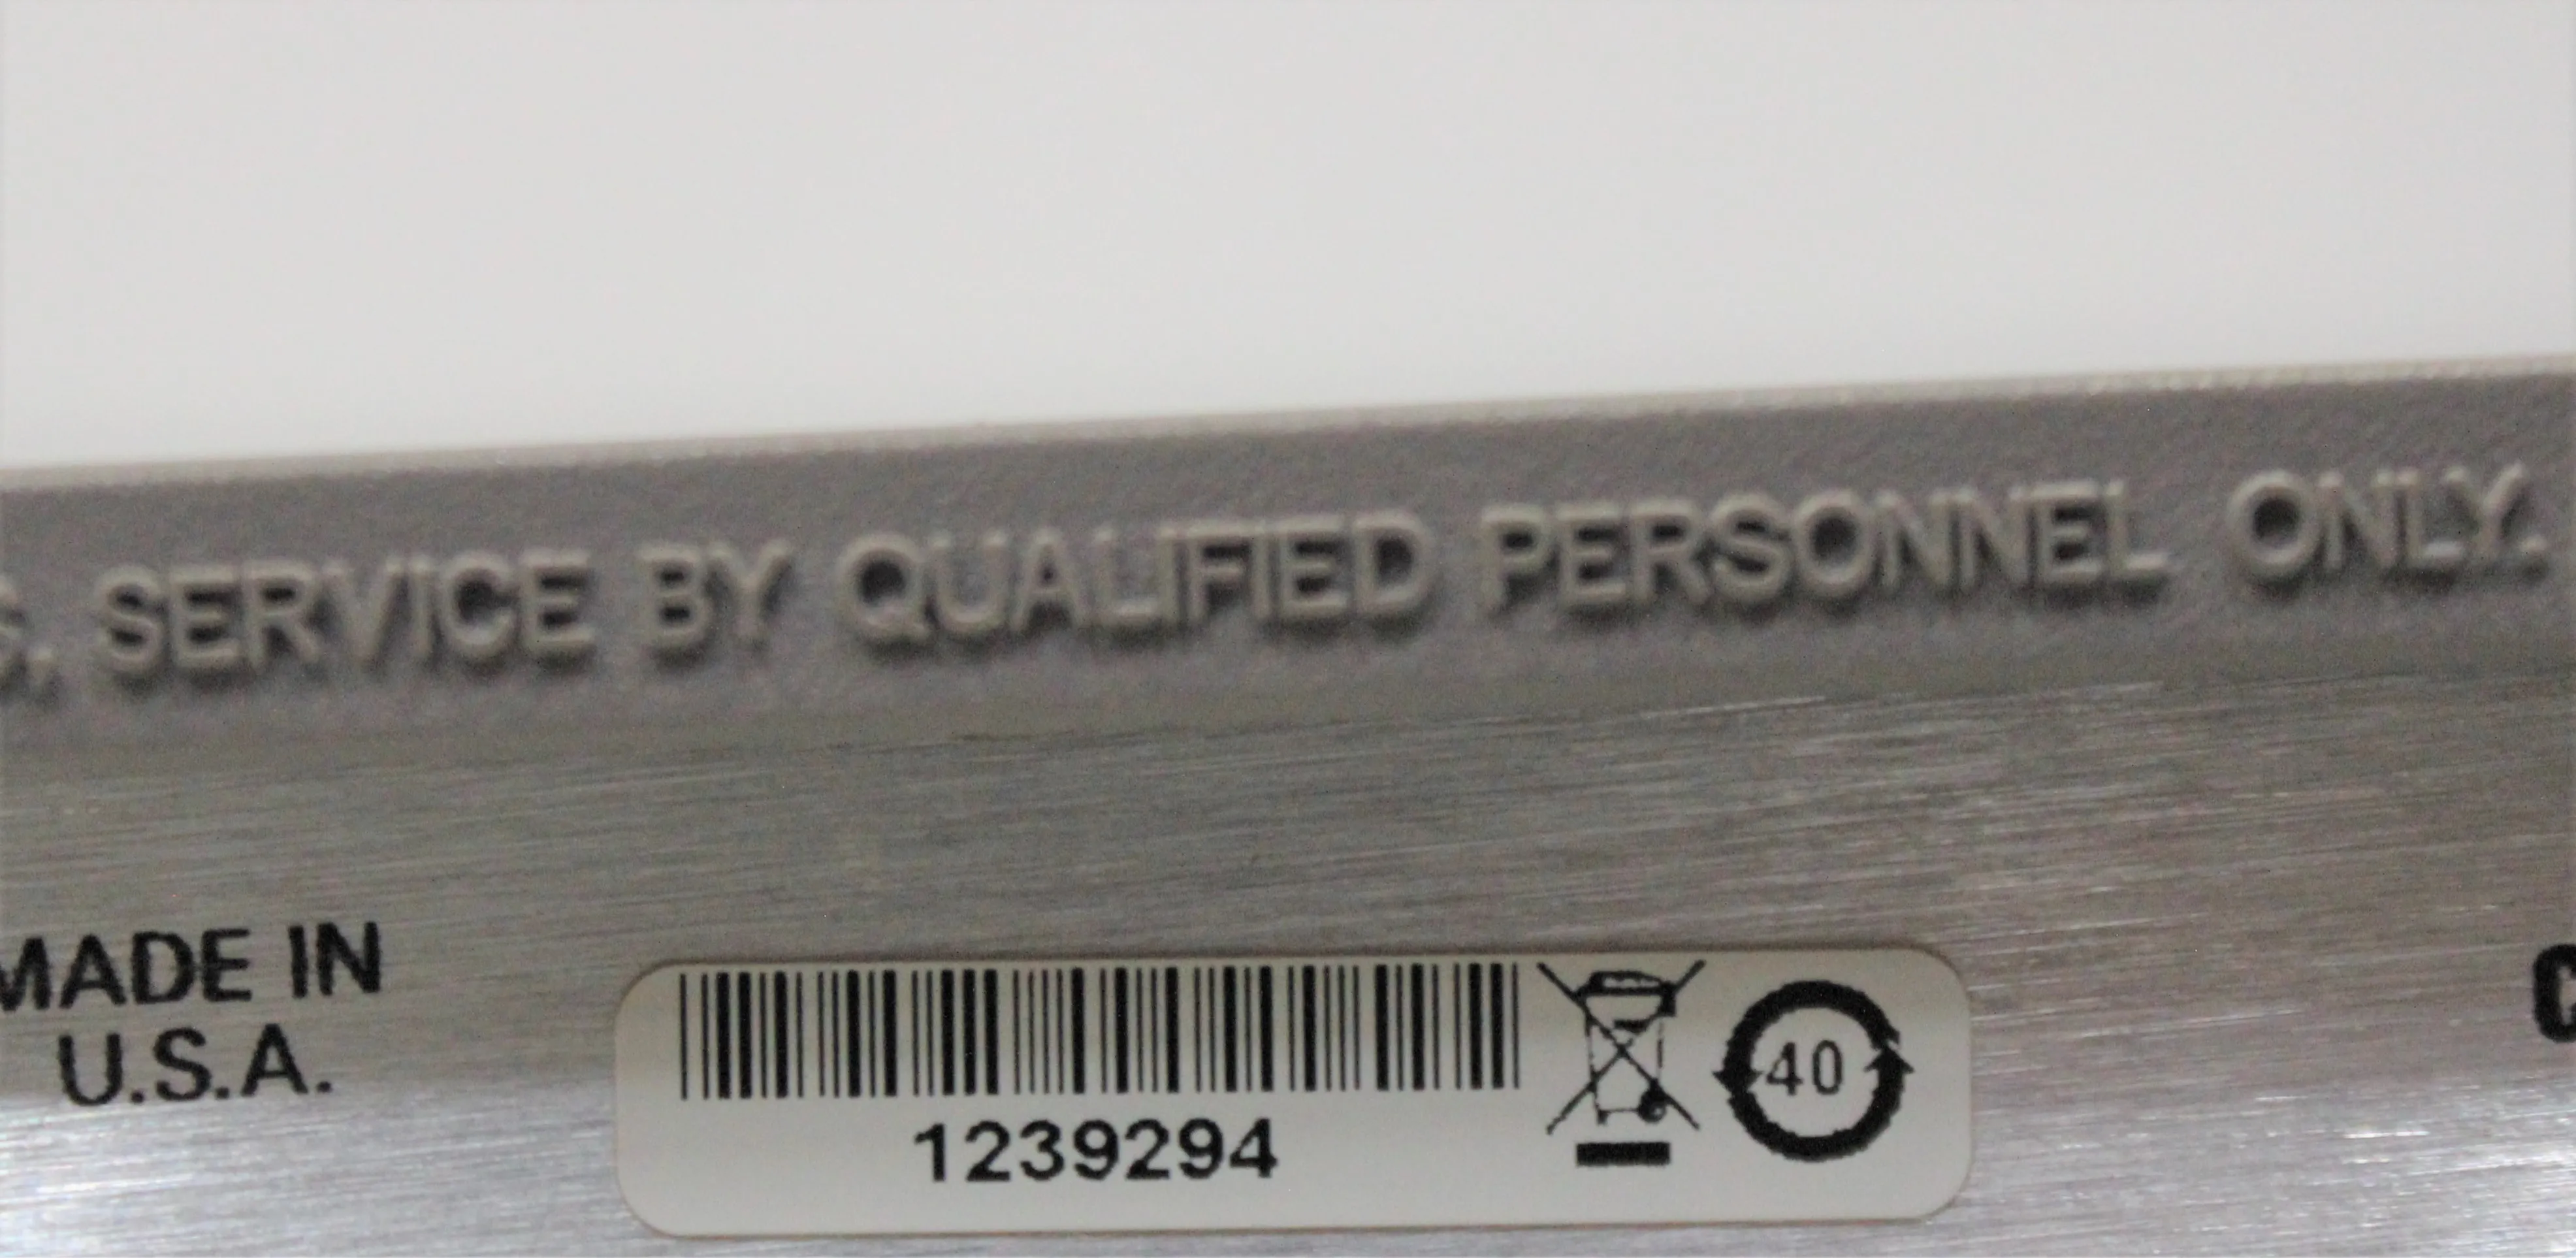 S. SERVICE BY QUALIFIED PERSONNEL ONLY.
MADE IN
U.S.A.
1239294
40